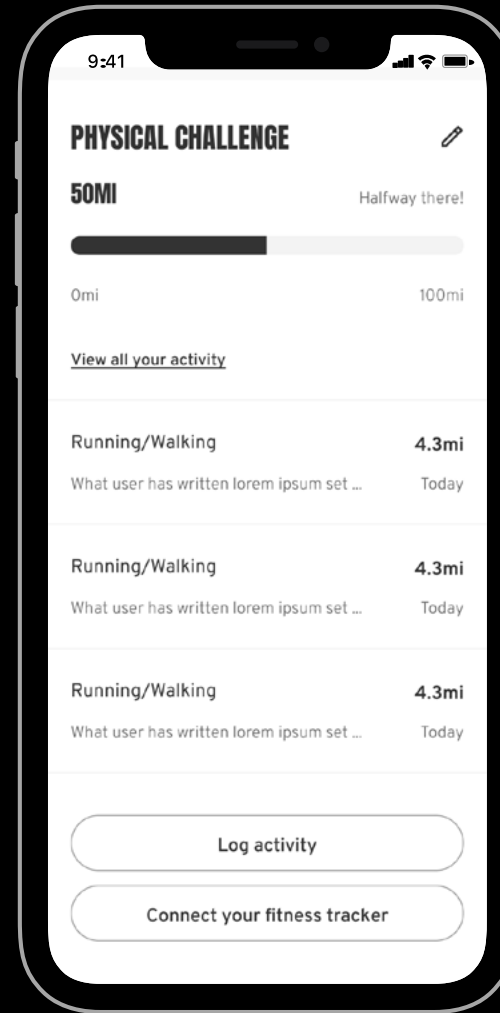 9:41
PHYSICAL CHALLENGE
50MI
Halfway there!
0mi
100mi
View all your activity
Running/Walking
4.3mi
What user has written lorem ipsum set ...
Today
Running/Walking
4.3mi
What user has written lorem ipsum set ...
Today
Running/Walking
4.3mi
What user has written lorem ipsum set ...
Today
Log activity
Connect your fitness tracker